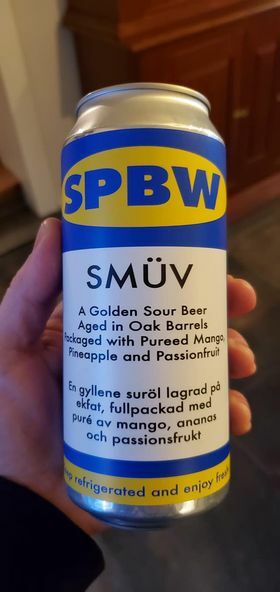 SPBW
SMÜV
A Golden Sour Beer
Aged in Oak Barrels
Packaged with Pureed Mango,
Pineapple and Passionfruit
En gyllene suröl lagrad på
ekfat, fullpackad med
puré av mango, ananas
och passionsfrukt
refrigerated and enjoy fresh